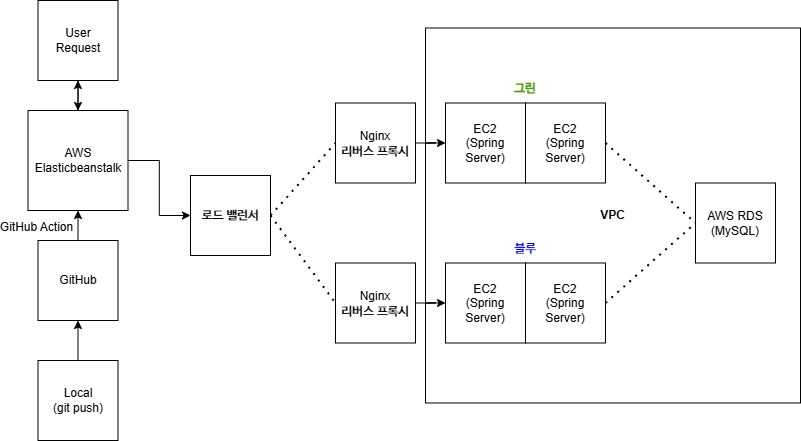 User
Request
AWS
Elasticbeanstalk
GitHub Action
GitHub
Local
(git push)
로드 밸런서
Nginx
리버스 프록시
Nginx
리버스 프록시
그린
EC2
(Spring
Server)
EC2
(Spring
Server)
VPC
블루
EC2
(Spring
Server)
EC2
(Spring
Server)
AWS RDS
(MySQL)